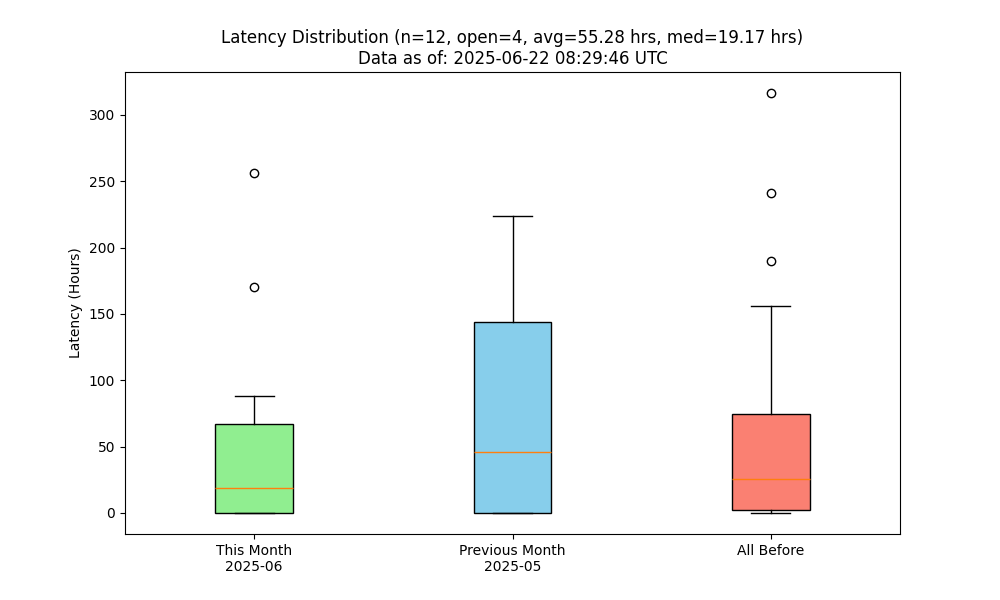 Latency Distribution (n=12, open=4, avg=55.28 hrs, med=19.17 hrs)
Data as of: 2025-06-22 08:29:46 UTC
Latency (Hours)
300
250
200
150
100
50
0
This Month
2025-06
Previous Month
2025-05
All Before